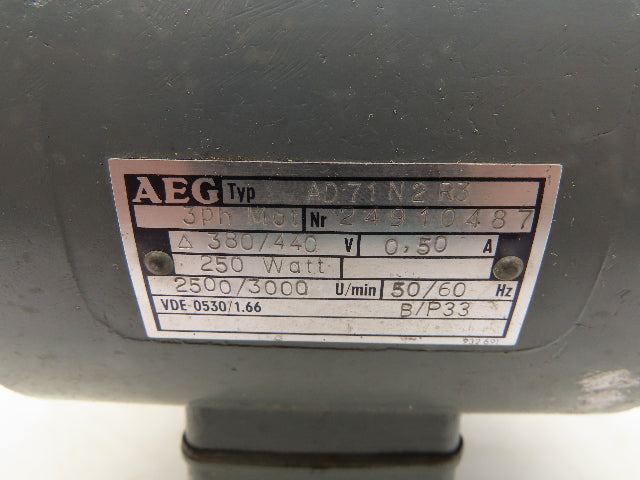 AEG Typ AD 71 N 2 R3
3Ph Mot Nr 24910487
Δ 380/440 V 0,50 A
250 Watt
2500/3000 U/min 50/60 Hz
VDE 0530/1.66 B/P33